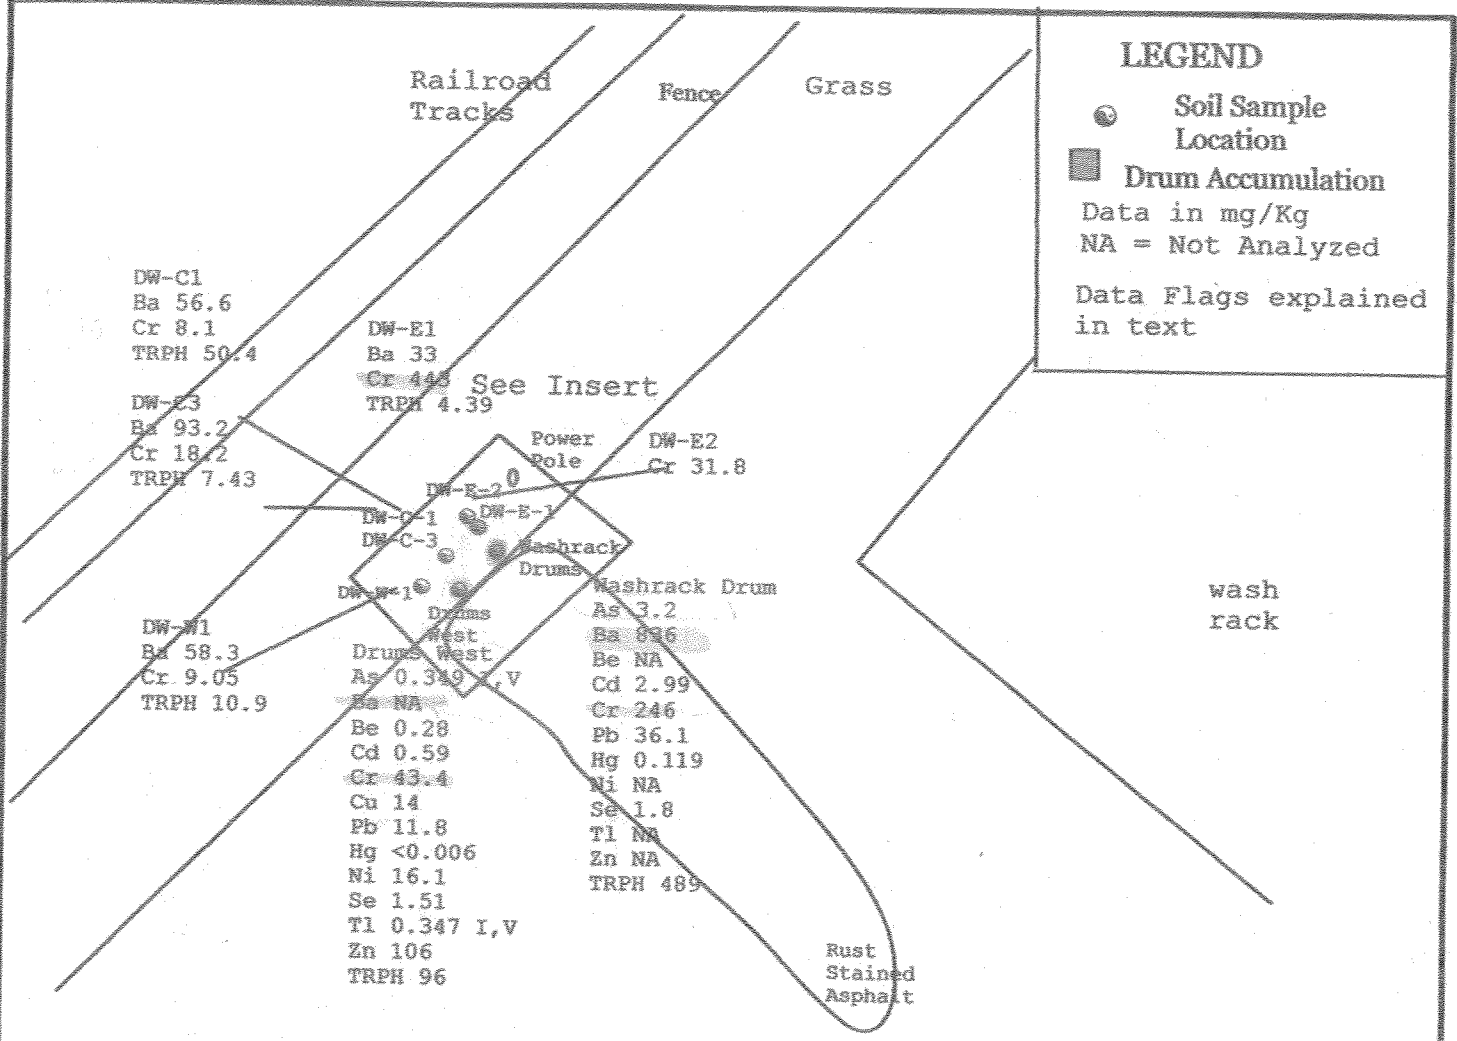 Railroad
Tracks
Fence
Grass
LEGEND
Soil Sample
Location
Drum Accumulation
Data in mg/Kg
NA = Not Analyzed
Data Flags explained
in text
DW-C1
Ba 56.6
Cr 8.1
TRPH 50.4
DW-C3
Ba 93.2
Cr 18.2
TRPH 7.43
DW-E1
Ba 33
Cr
TRPH 4.39
See Insert
Power
Pole
0
DW-E2
Cr 31.8
DW-E-2
DW-E-1
DW-C-1
DW-C-3
DW-W-1
Washrack
Drums
Drums
West
DW-W1
Ba 58.3
Cr 9.05
TRPH 10.9
Drums West
As 0.349 I,V
Ba NA
Be 0.28
Cd 0.59
Cr 43.4
Cu 14
Pb 11.8
Hg <0.006
Ni 16.1
Se 1.51
Tl 0.347 I,V
Zn 106
TRPH 96
Washrack Drum
As 3.2
Ba 836
Be NA
Cd 2.99
Cr 246
Pb 36.1
Hg 0.119
Ni NA
Se 1.8
Tl NA
Zn NA
TRPH 489
wash
rack
Rust
Stained
Asphalt